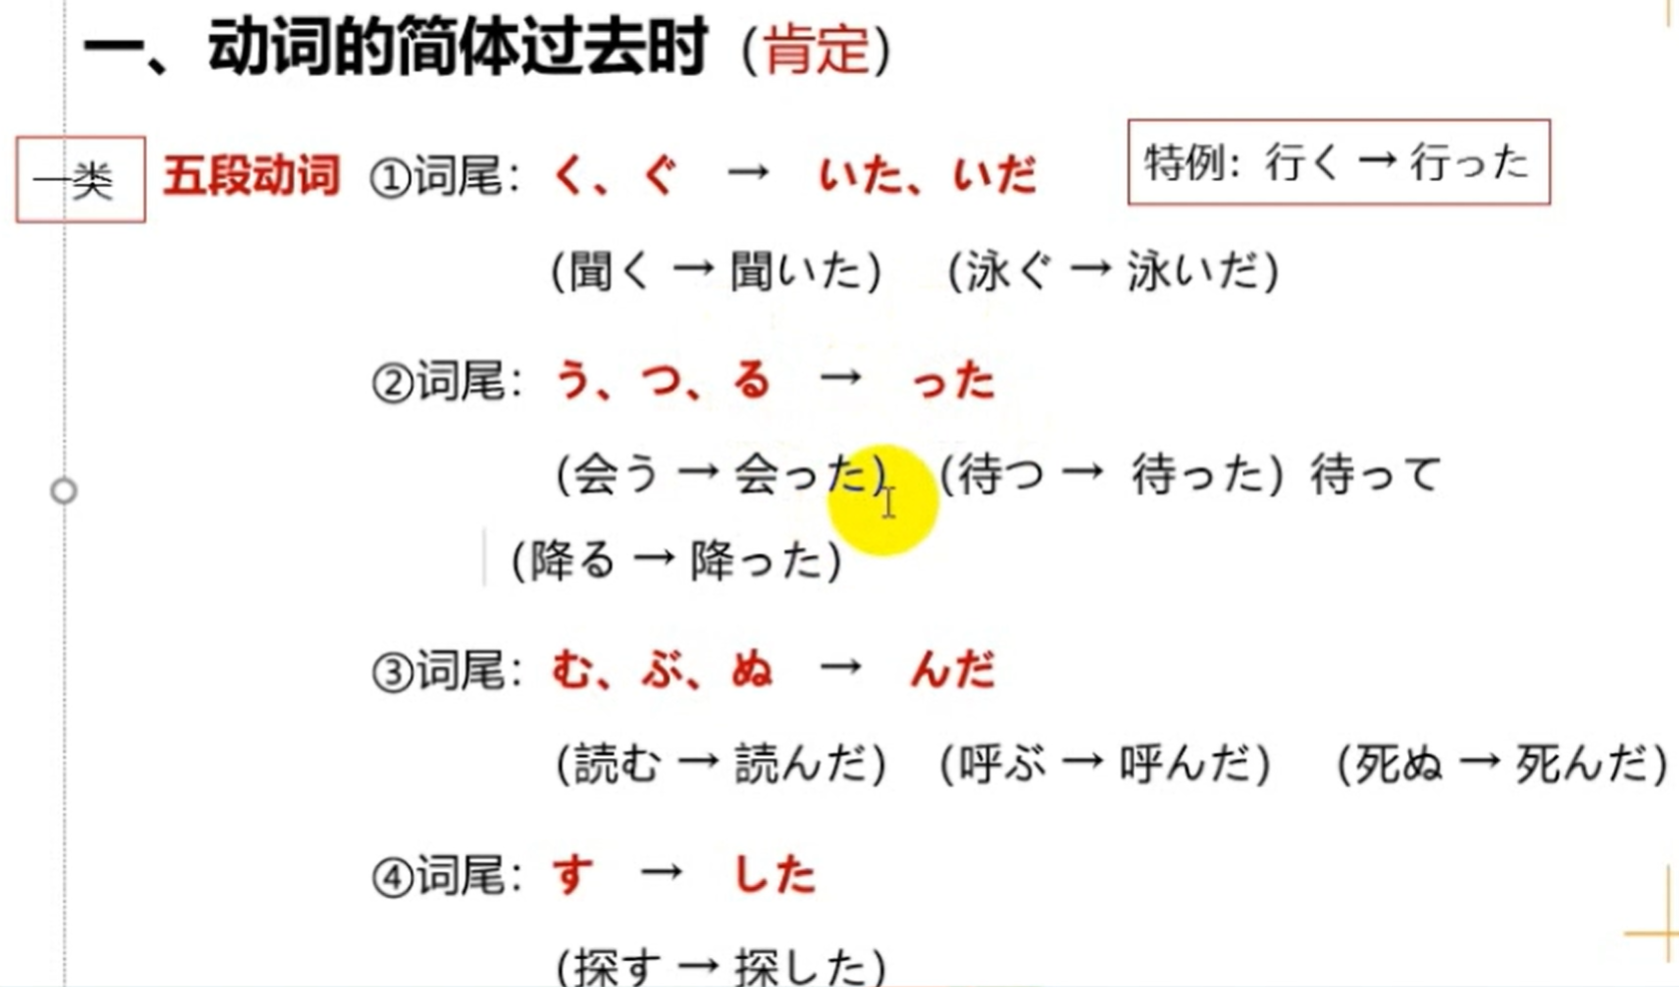 一、动词的简体过去时（肯定）
一类 五段动词 ①词尾：く、ぐ → いた、いだ 特例：行く → 行った
（聞く → 聞いた） （泳ぐ → 泳いだ）
②词尾：う、つ、る → った
（会う → 会った） （待つ → 待った）待って
（降る → 降った）
③词尾：む、ぶ、ぬ → んだ
（読む → 読んだ） （呼ぶ → 呼んだ） （死ぬ → 死んだ）
④词尾：す → した
（探す → 探した）